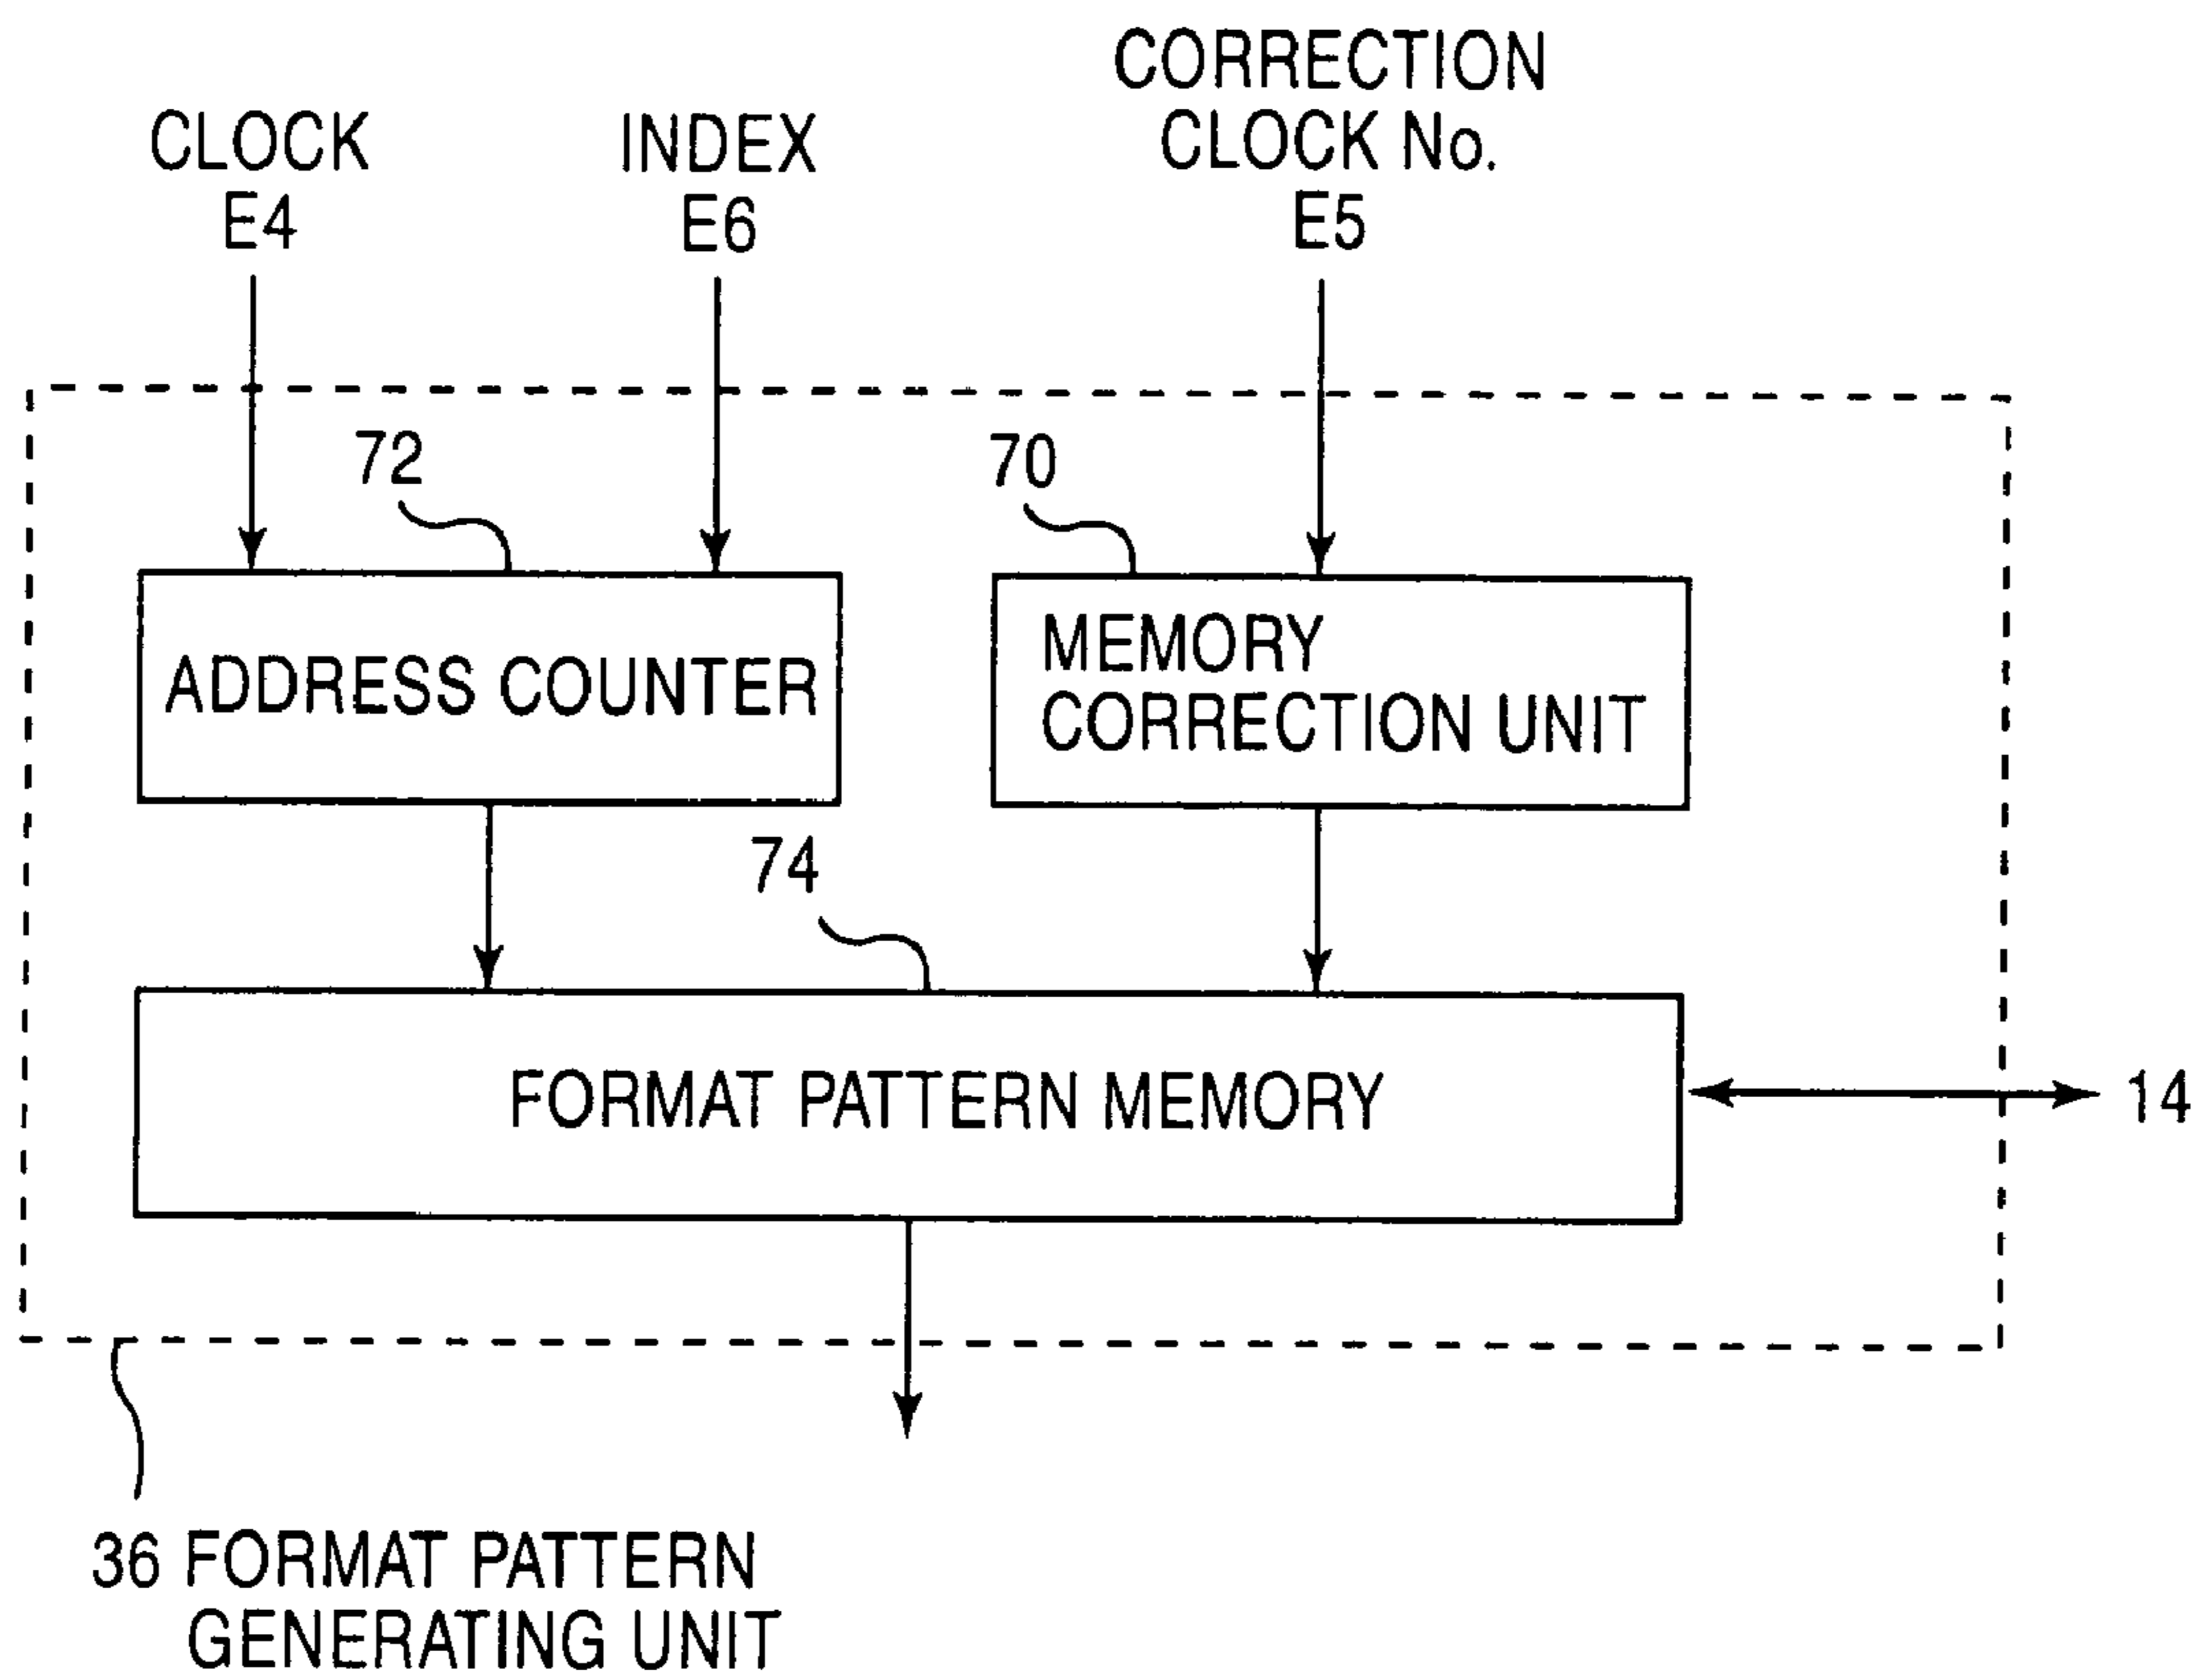 CORRECTION
CLOCK No.
E5
CLOCK
E4
INDEX
E6
72
70
ADDRESS COUNTER
MEMORY
CORRECTION UNIT
74
FORMAT PATTERN MEMORY
14
36 FORMAT PATTERN
GENERATING UNIT